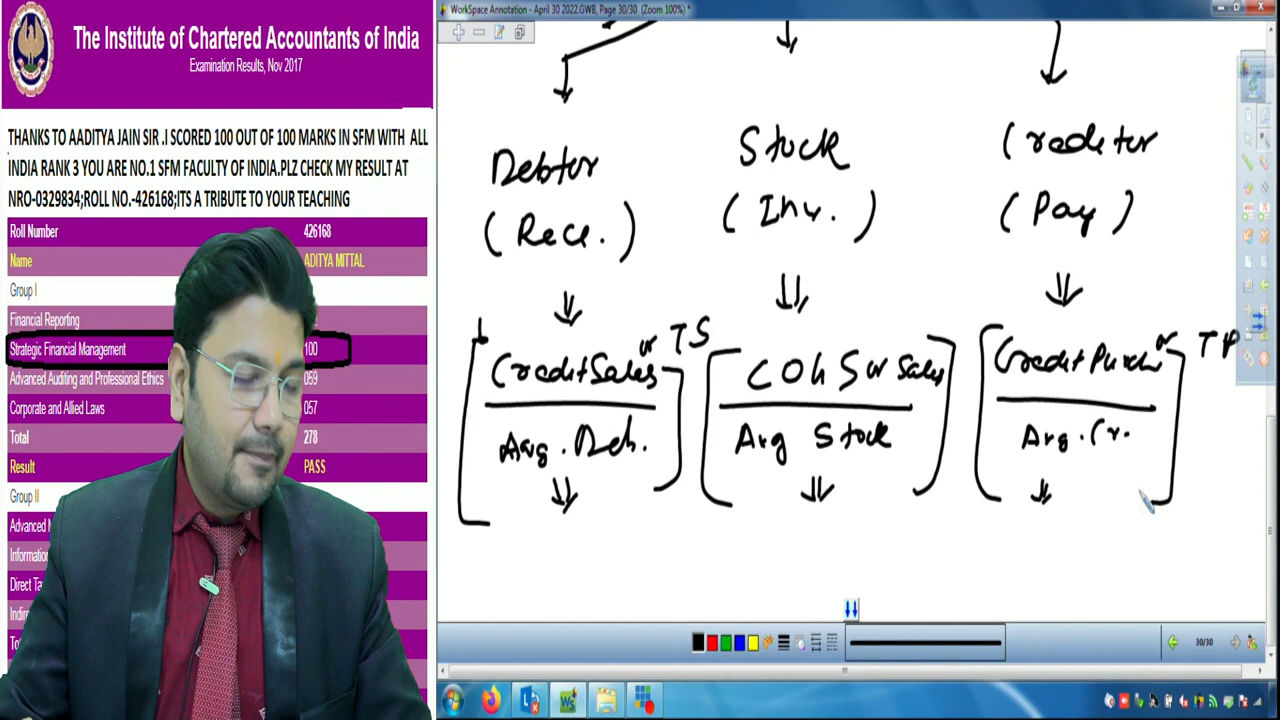 The Institute of Chartered Accountants of India
Examination Results, Nov 2017
THANKS TO AADITYA JAIN SIR .I SCORED 100 OUT OF 100 MARKS IN SFM WITH ALL
INDIA RANK 3 YOU ARE NO.1 SFM FACULTY OF INDIA.PLZ CHECK MY RESULT AT
NRO-0329834;ROLL NO.-426168;ITS A TRIBUTE TO YOUR TEACHING
Roll Number 426168
Name ADITYA MITTAL
Group I
Financial Reporting
Strategic Financial Management 100
Advanced Auditing and Professional Ethics 059
Corporate and Allied Laws 057
Total 278
Result PASS
Group II
WorkSpace Annotation - April 30 2022.GWB, Page 30/30 (Zoom 100%) *
Debtor Stock Creditor
(Rece.) (Inv.) (Pay)
Credit Sales or TS COGS or Sales Credit Purch or TP
Avg. Deb. Avg Stock Avg. Cr.
30/30